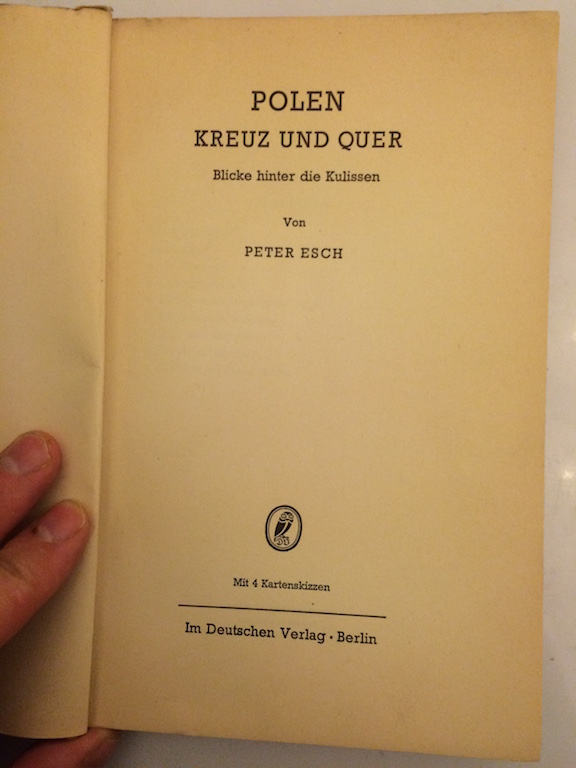 POLEN
KREUZ UND QUER
Blicke hinter die Kulissen
Von
PETER ESCH
Mit 4 Kartenskizzen
Im Deutschen Verlag · Berlin